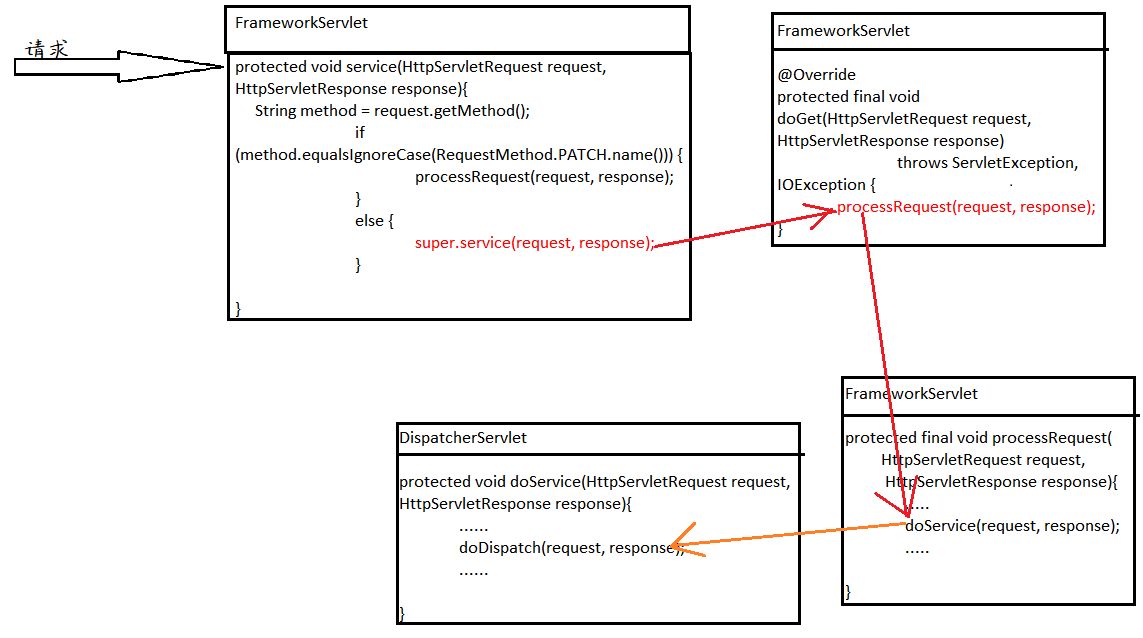 请求
FrameworkServlet
protected void service(HttpServletRequest request,
HttpServletResponse response){
String method = request.getMethod();
if
(method.equalsIgnoreCase(RequestMethod.PATCH.name())) {
processRequest(request, response);
}
else {
super.service(request, response);
}
}
FrameworkServlet
@Override
protected final void
doGet(HttpServletRequest request,
HttpServletResponse response)
throws ServletException,
IOException {
processRequest(request, response);
}
FrameworkServlet
protected final void processRequest(
HttpServletRequest request,
HttpServletResponse response){
.....
doService(request, response);
.....
}
DispatcherServlet
protected void doService(HttpServletRequest request,
HttpServletResponse response){
......
doDispatch(request, response);
......
}